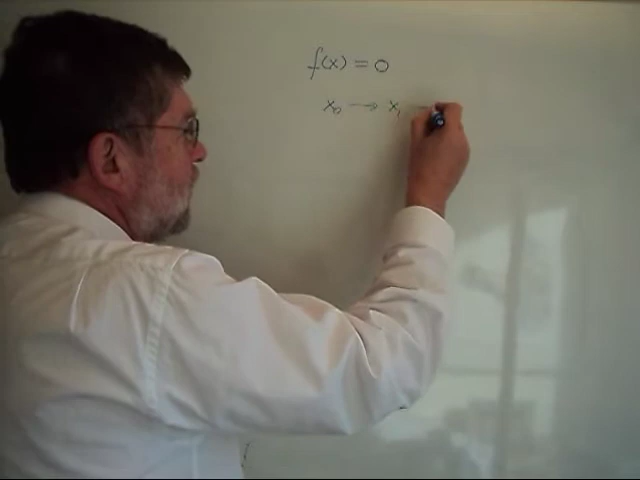 f(x) = 0
x₀ → x₁